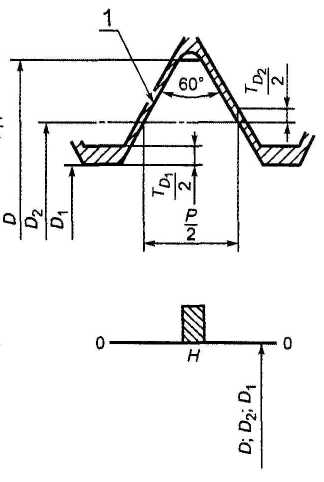 1
T_D2/2
60°
T_D1/2
P/2
D
D2
D1
0 H 0
D; D2; D1